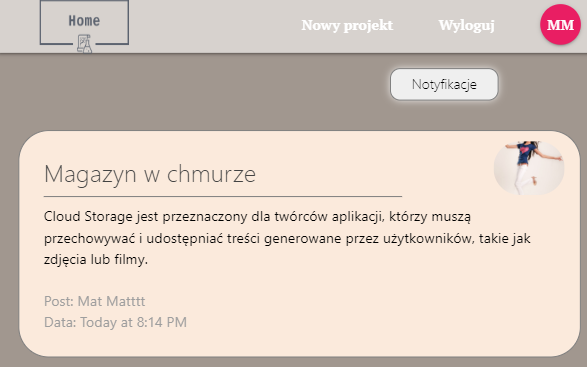 Home
Nowy projekt
Wyloguj
MM
Notyfikacje
Magazyn w chmurze
Cloud Storage jest przeznaczony dla twórców aplikacji, którzy muszą
przechowywać i udostępniać treści generowane przez użytkowników, takie jak
zdjęcia lub filmy.
Post: Mat Matttt
Data: Today at 8:14 PM